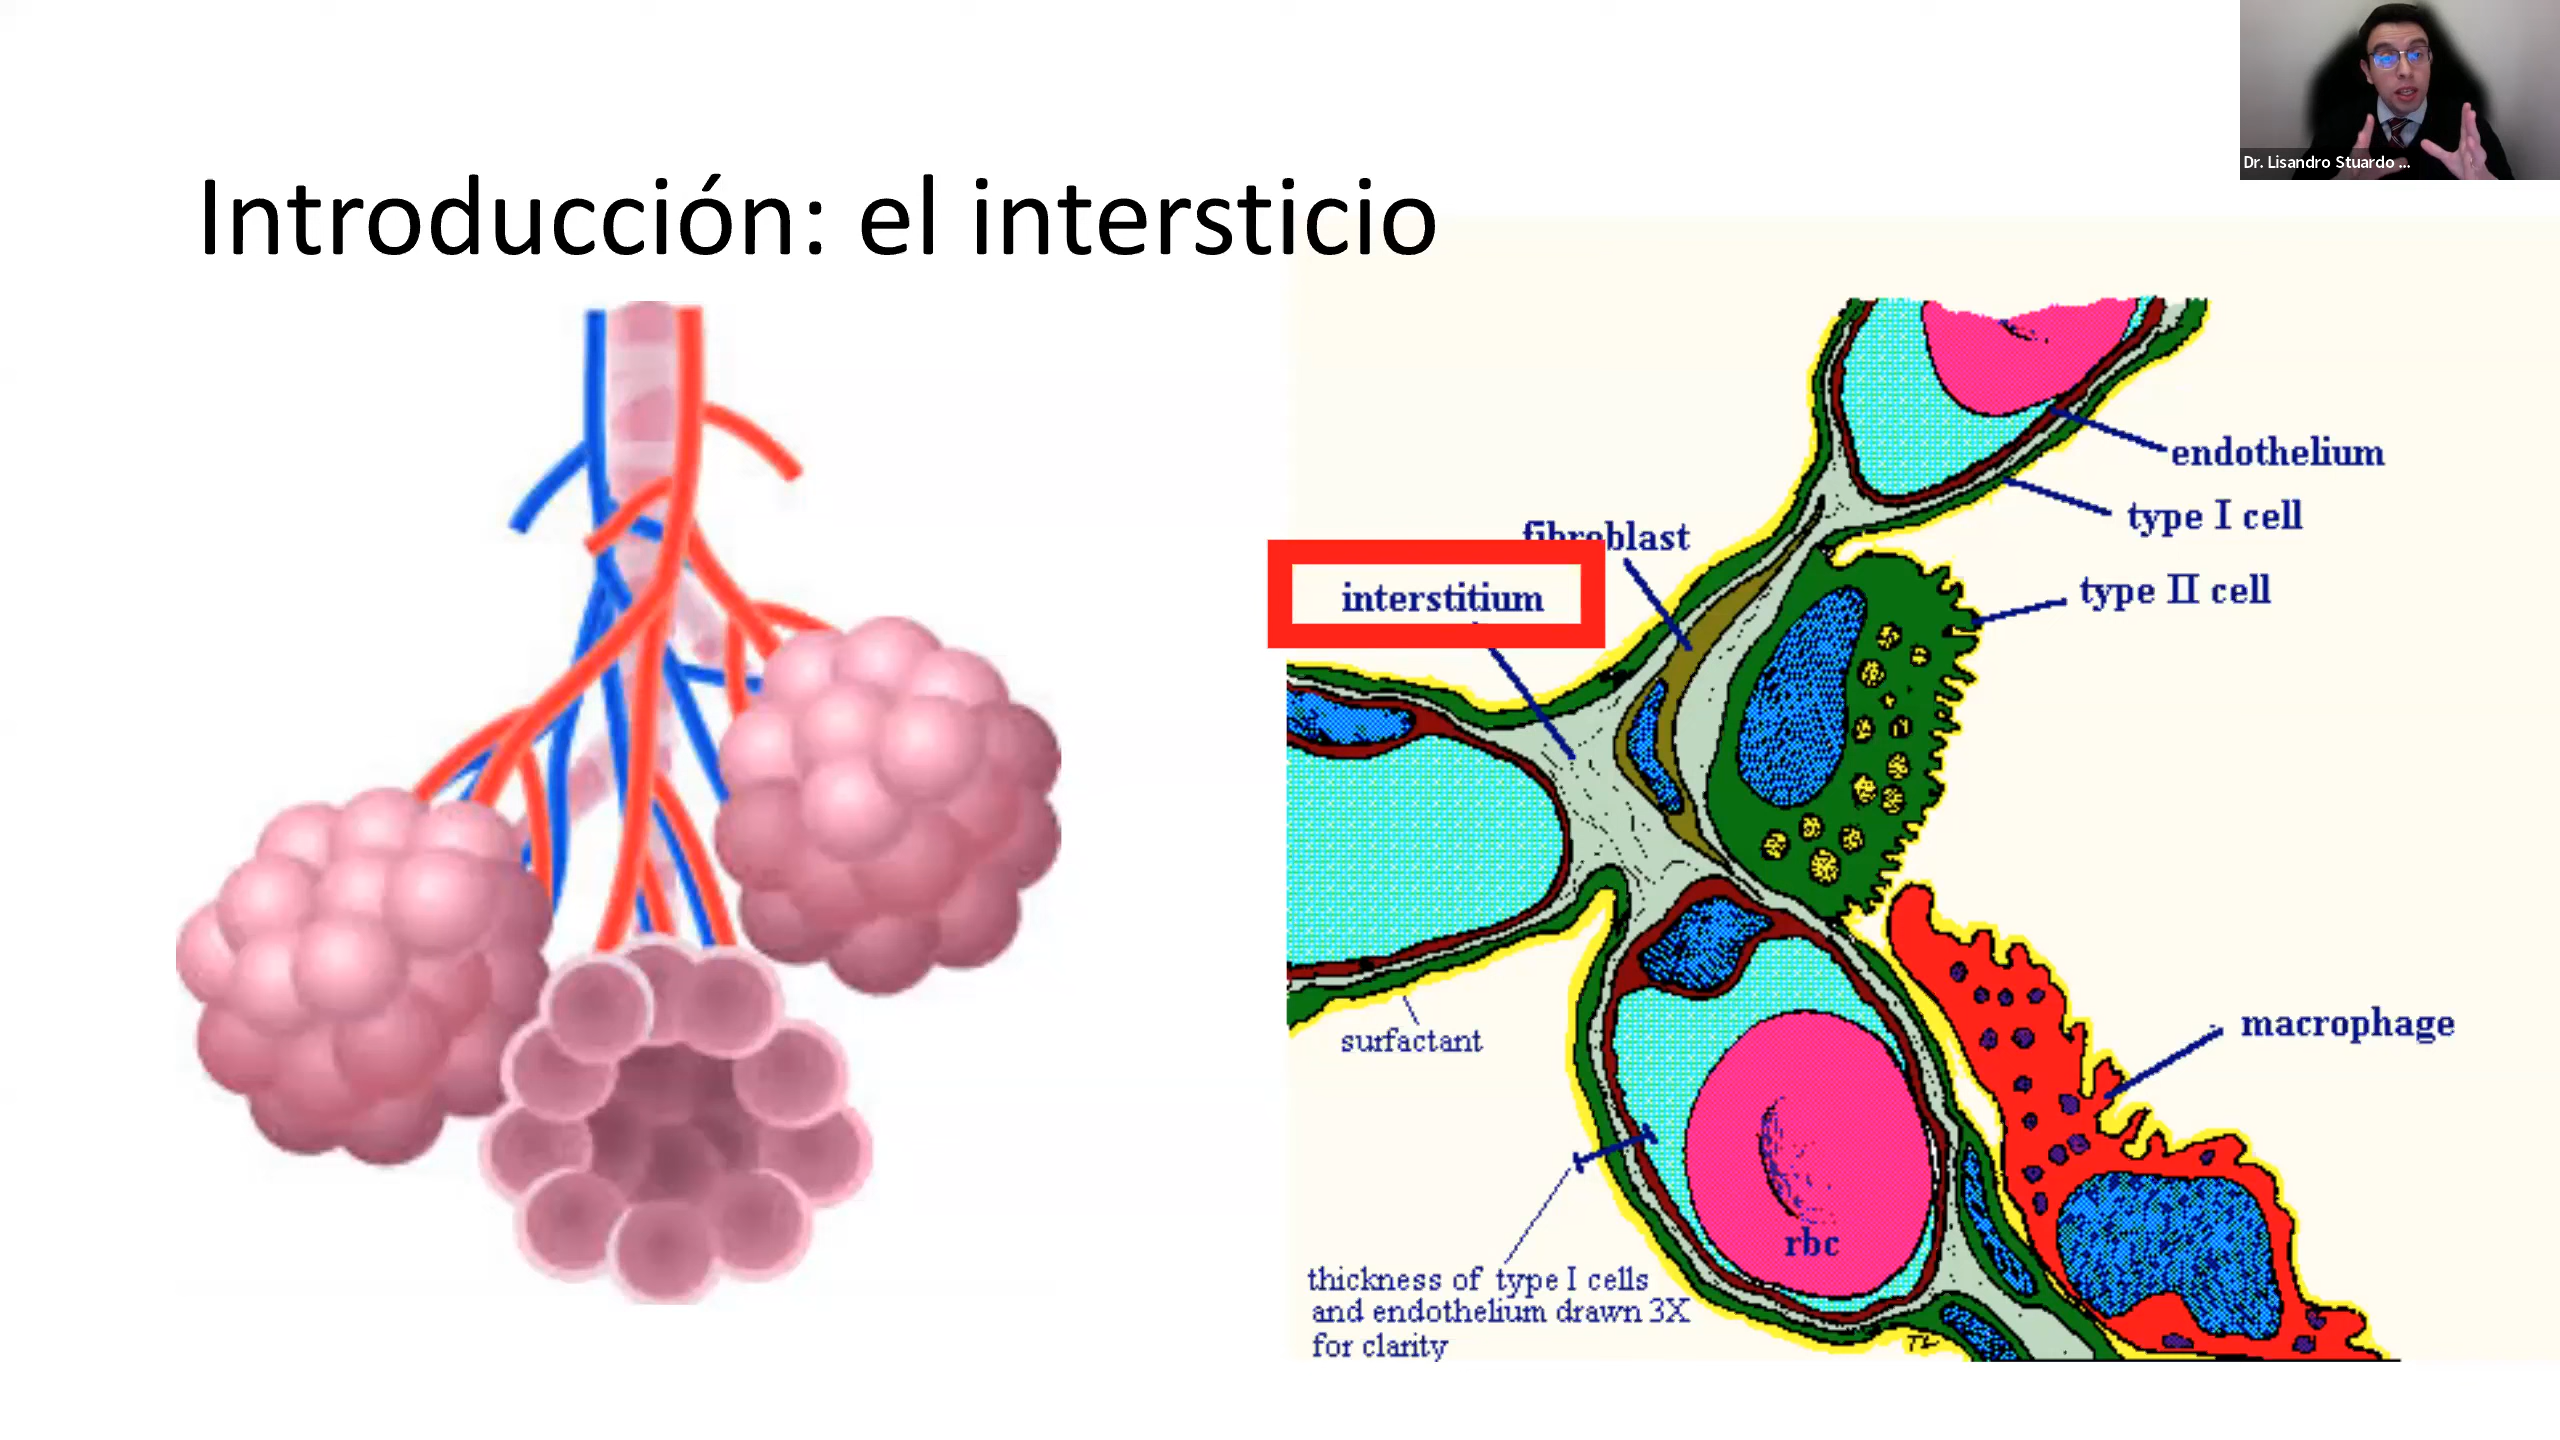 Dr. Lisandro Stuardo ...
Introducción: el intersticio
endothelium
type I cell
fibroblast
interstitium
type II cell
surfactant
macrophage
rbc
thickness of type I cells
and endothelium drawn 3X
for clarity